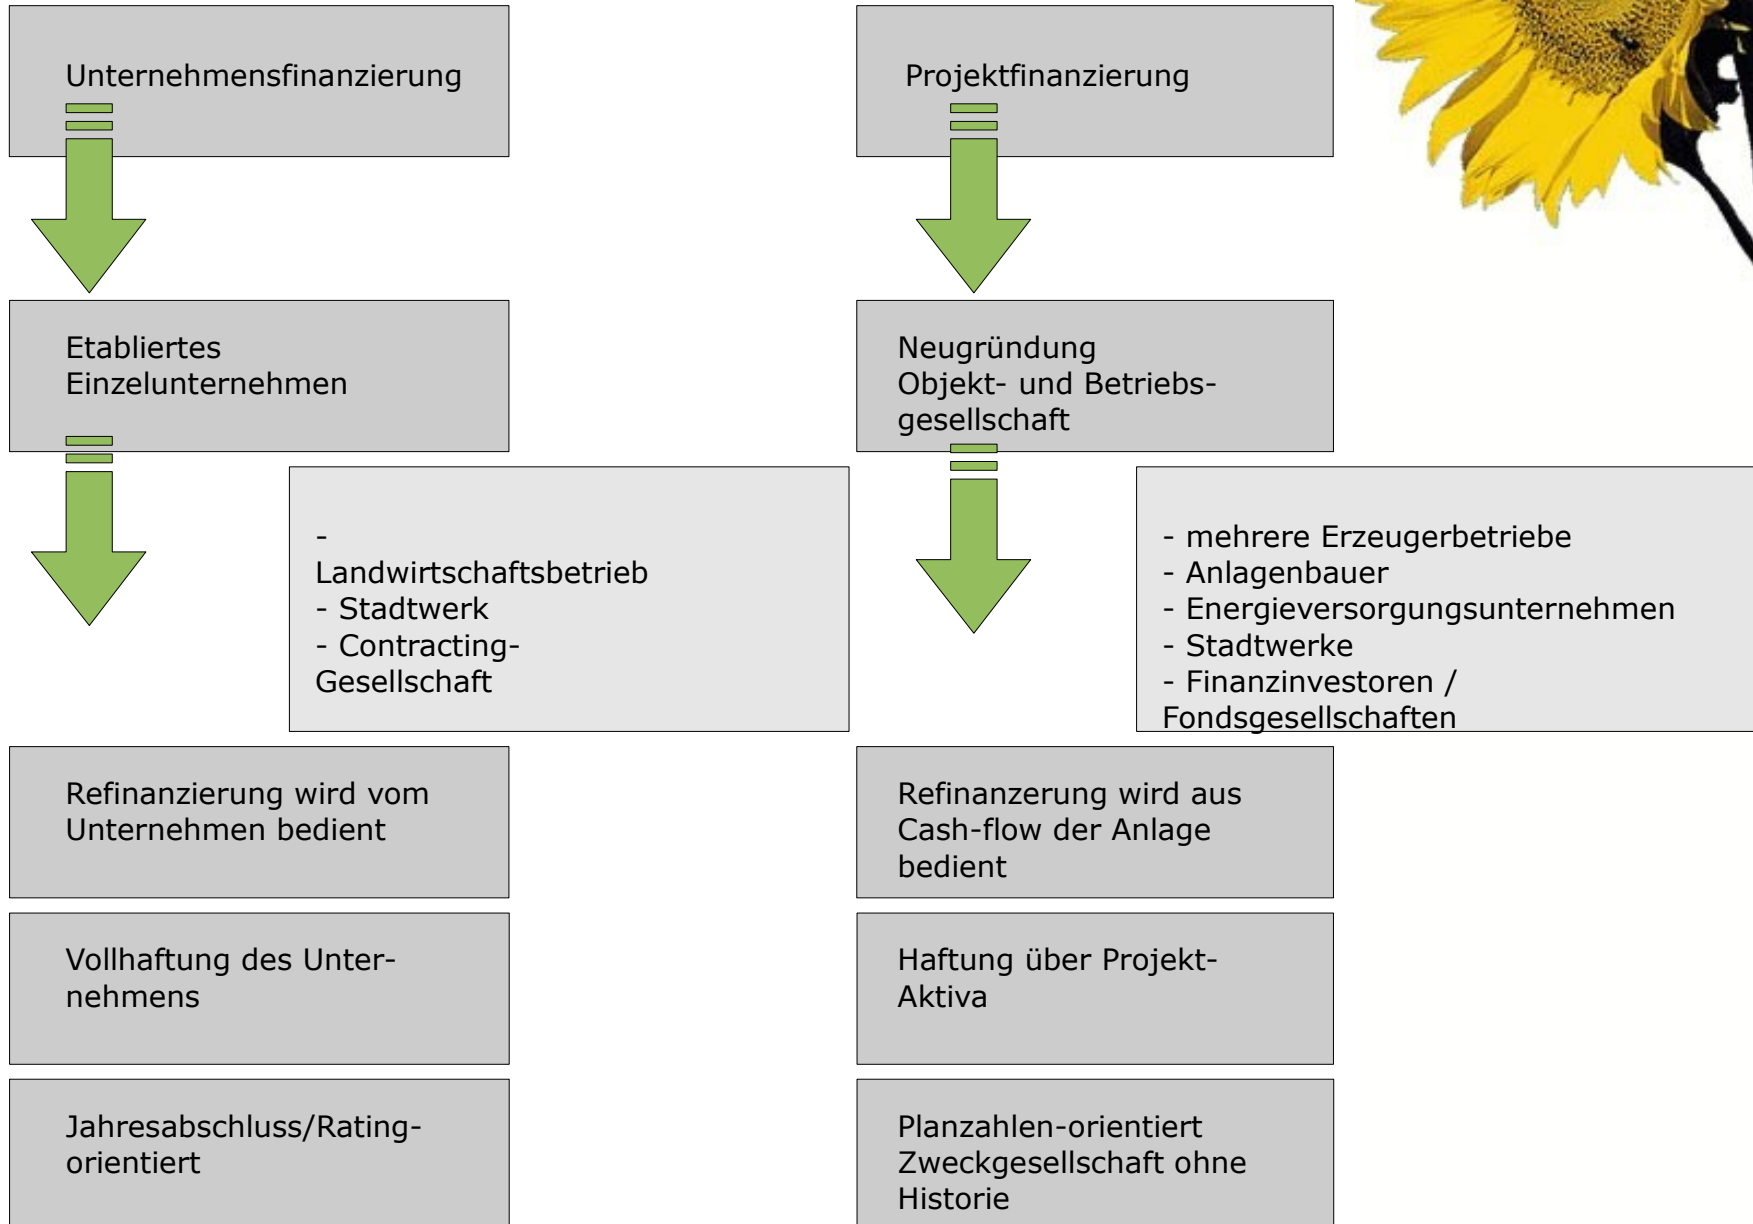 Unternehmensfinanzierung
Projektfinanzierung
Etabliertes
Einzelunternehmen
Neugründung
Objekt- und Betriebs-
gesellschaft
-
Landwirtschaftsbetrieb
- Stadtwerk
- Contracting-
Gesellschaft
- mehrere Erzeugerbetriebe
- Anlagenbauer
- Energieversorgungsunternehmen
- Stadtwerke
- Finanzinvestoren /
Fondsgesellschaften
Refinanzierung wird vom
Unternehmen bedient
Refinanzerung wird aus
Cash-flow der Anlage
bedient
Vollhaftung des Unter-
nehmens
Haftung über Projekt-
Aktiva
Jahresabschluss/Rating-
orientiert
Planzahlen-orientiert
Zweckgesellschaft ohne
Historie